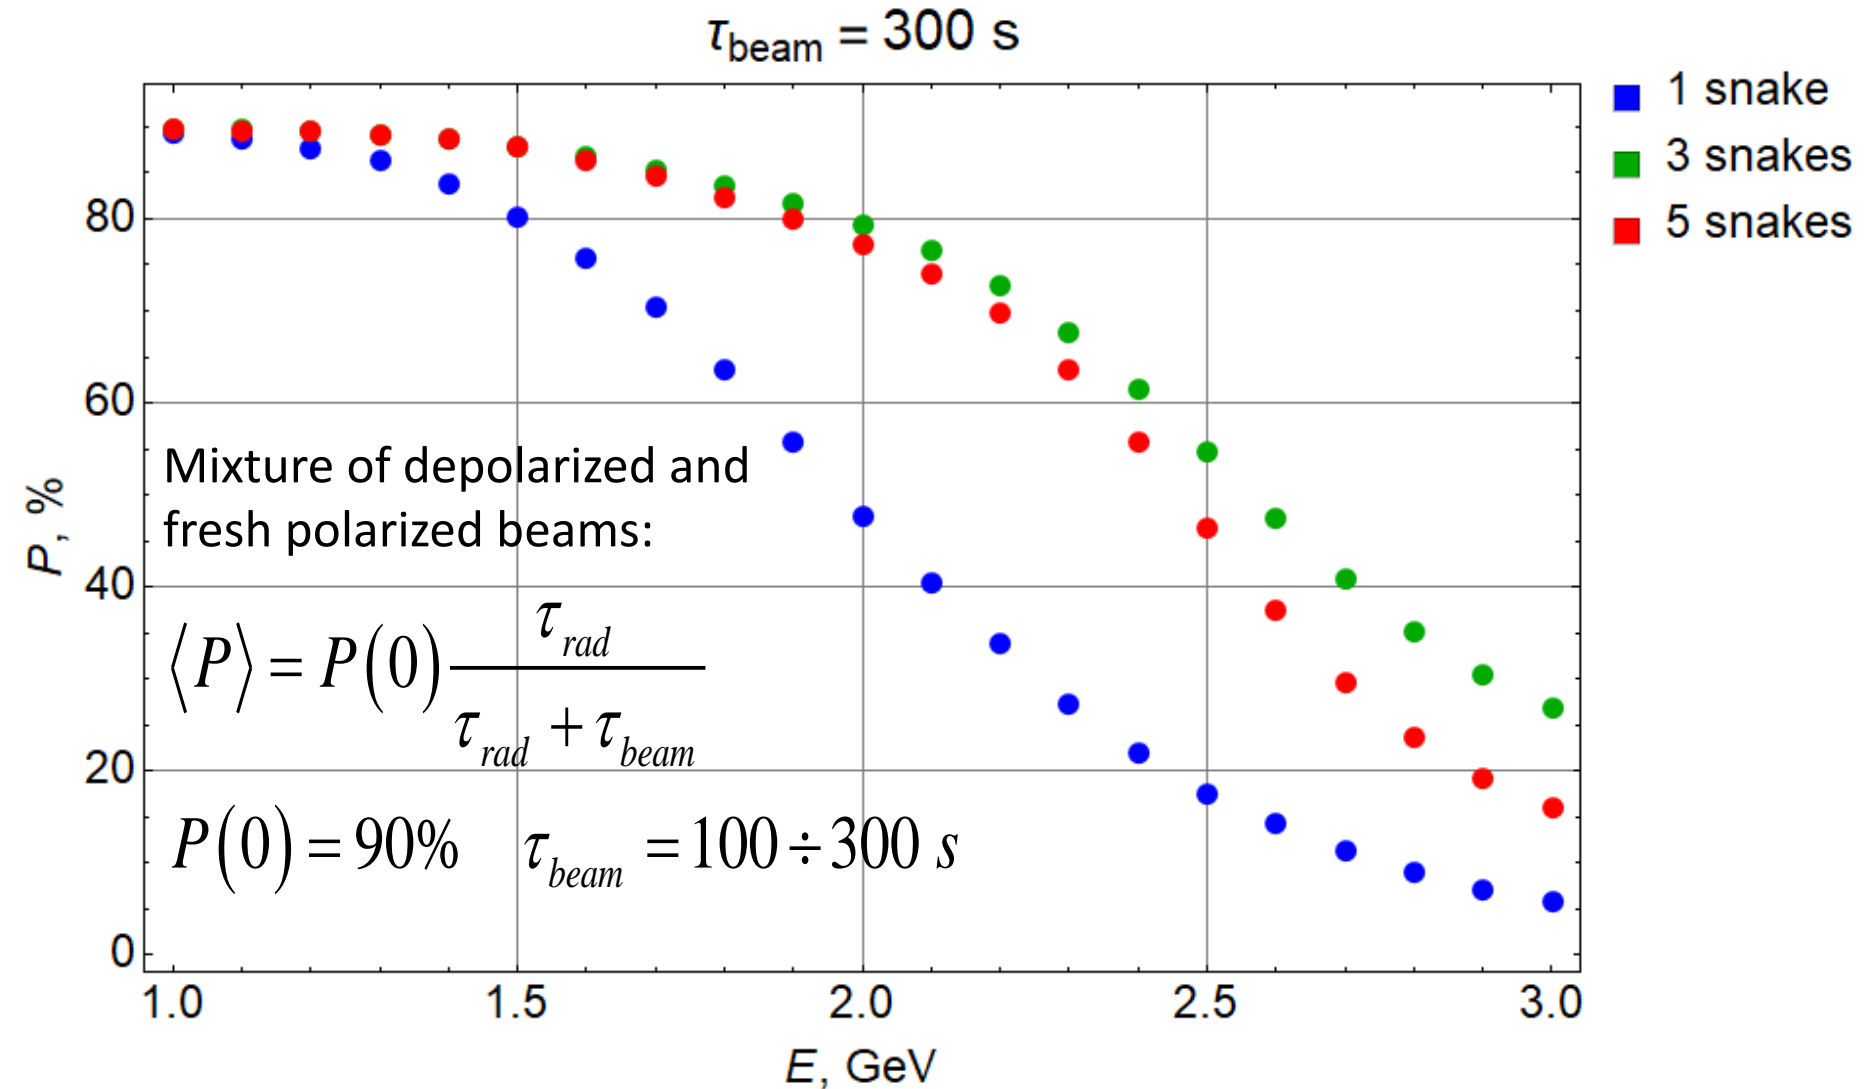 τbeam = 300 s
1 snake
3 snakes
5 snakes
P, %
80
60
40
20
0
Mixture of depolarized and
fresh polarized beams:
⟨P⟩ = P(0) τrad / (τrad + τbeam)
P(0) = 90% τbeam = 100 ÷ 300 s
1.0 1.5 2.0 2.5 3.0
E, GeV